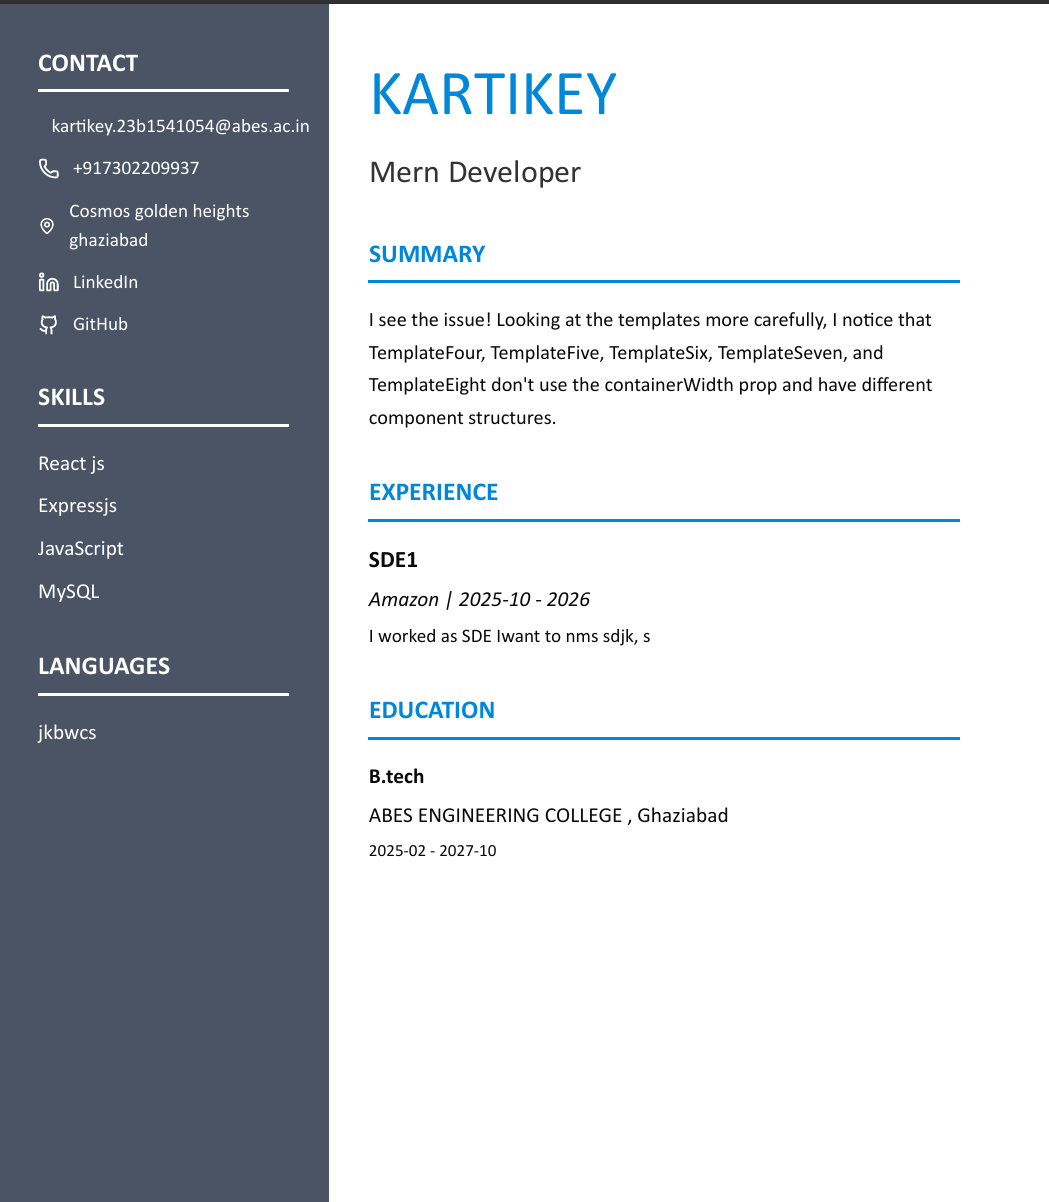 CONTACT
kartikey.23b1541054@abes.ac.in
+917302209937
Cosmos golden heights
ghaziabad
LinkedIn
GitHub
SKILLS
React js
Expressjs
JavaScript
MySQL
LANGUAGES
jkbwcs
KARTIKEY
Mern Developer
SUMMARY
I see the issue! Looking at the templates more carefully, I notice that
TemplateFour, TemplateFive, TemplateSix, TemplateSeven, and
TemplateEight don't use the containerWidth prop and have different
component structures.
EXPERIENCE
SDE1
Amazon | 2025-10 - 2026
I worked as SDE Iwant to nms sdjk, s
EDUCATION
B.tech
ABES ENGINEERING COLLEGE , Ghaziabad
2025-02 - 2027-10